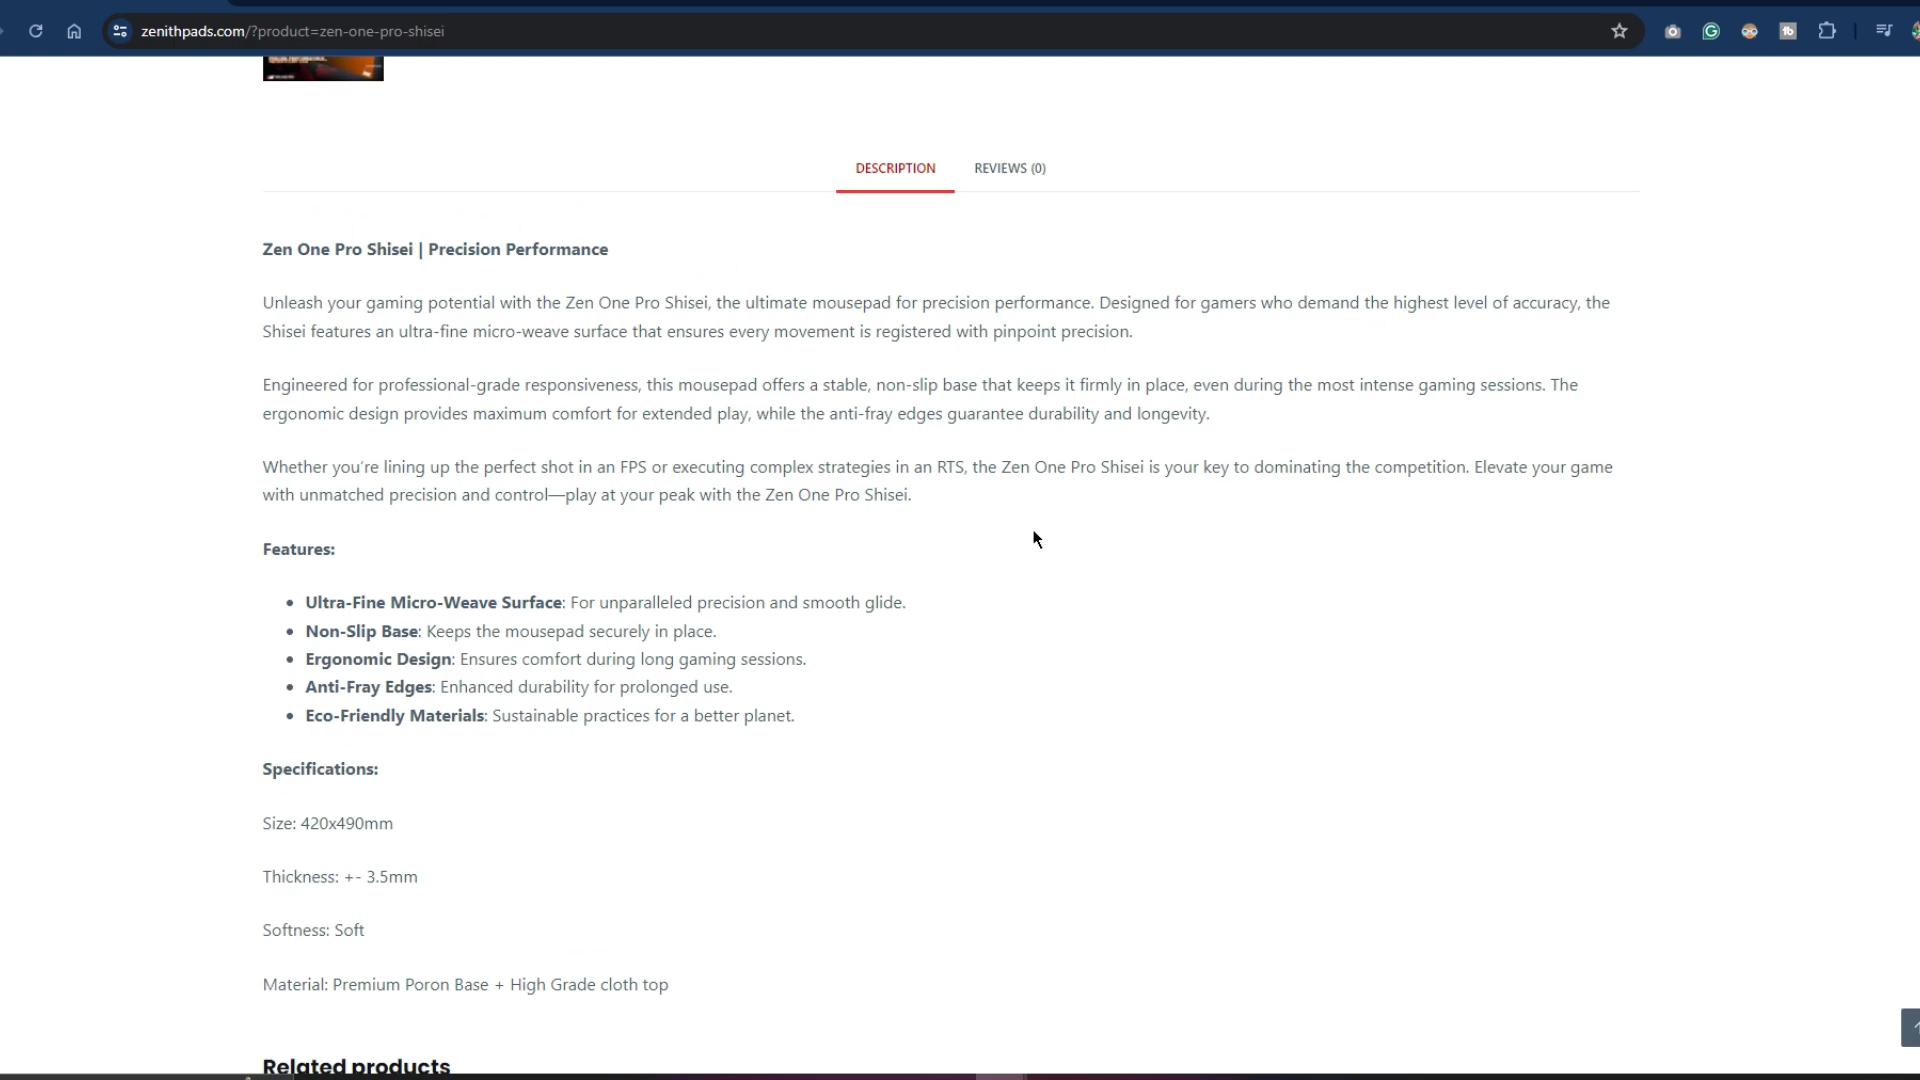 zenithpads.com/?product=zen-one-pro-shisei
DESCRIPTION
REVIEWS (0)
Zen One Pro Shisei | Precision Performance
Unleash your gaming potential with the Zen One Pro Shisei, the ultimate mousepad for precision performance. Designed for gamers who demand the highest level of accuracy, the
Shisei features an ultra-fine micro-weave surface that ensures every movement is registered with pinpoint precision.
Engineered for professional-grade responsiveness, this mousepad offers a stable, non-slip base that keeps it firmly in place, even during the most intense gaming sessions. The
ergonomic design provides maximum comfort for extended play, while the anti-fray edges guarantee durability and longevity.
Whether you’re lining up the perfect shot in an FPS or executing complex strategies in an RTS, the Zen One Pro Shisei is your key to dominating the competition. Elevate your game
with unmatched precision and control—play at your peak with the Zen One Pro Shisei.
Features:
• Ultra-Fine Micro-Weave Surface: For unparalleled precision and smooth glide.
• Non-Slip Base: Keeps the mousepad securely in place.
• Ergonomic Design: Ensures comfort during long gaming sessions.
• Anti-Fray Edges: Enhanced durability for prolonged use.
• Eco-Friendly Materials: Sustainable practices for a better planet.
Specifications:
Size: 420x490mm
Thickness: +- 3.5mm
Softness: Soft
Material: Premium Poron Base + High Grade cloth top
Related products